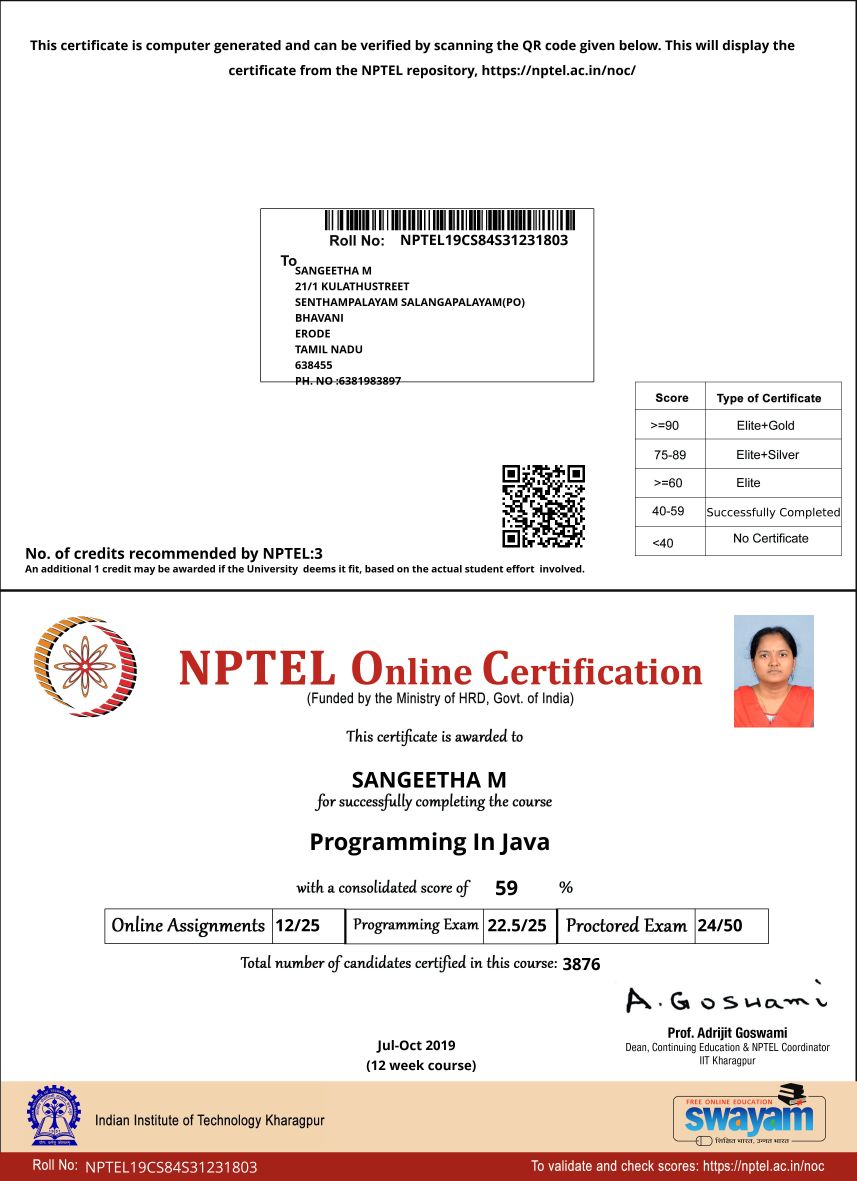 This certificate is computer generated and can be verified by scanning the QR code given below. This will display the
certificate from the NPTEL repository, https://nptel.ac.in/noc/
Roll No: NPTEL19CS84S31231803
To
SANGEETHA M
21/1 KULATHUSTREET
SENTHAMPALAYAM SALANGAPALAYAM(PO)
BHAVANI
ERODE
TAMIL NADU
638455
PH. NO :6381983897
Score Type of Certificate
>=90 Elite+Gold
75-89 Elite+Silver
>=60 Elite
40-59 Successfully Completed
<40 No Certificate
No. of credits recommended by NPTEL:3
An additional 1 credit may be awarded if the University deems it fit, based on the actual student effort involved.
NPTEL Online Certification
(Funded by the Ministry of HRD, Govt. of India)
This certificate is awarded to
SANGEETHA M
for successfully completing the course
Programming In Java
with a consolidated score of 59 %
Online Assignments 12/25 Programming Exam 22.5/25 Proctored Exam 24/50
Total number of candidates certified in this course: 3876
A. Goswami
Prof. Adrijit Goswami
Dean, Continuing Education & NPTEL Coordinator
IIT Kharagpur
Jul-Oct 2019
(12 week course)
Indian Institute of Technology Kharagpur
FREE ONLINE EDUCATION
swayam
शिक्षित भारत, उन्नत भारत
Roll No: NPTEL19CS84S31231803
To validate and check scores: https://nptel.ac.in/noc